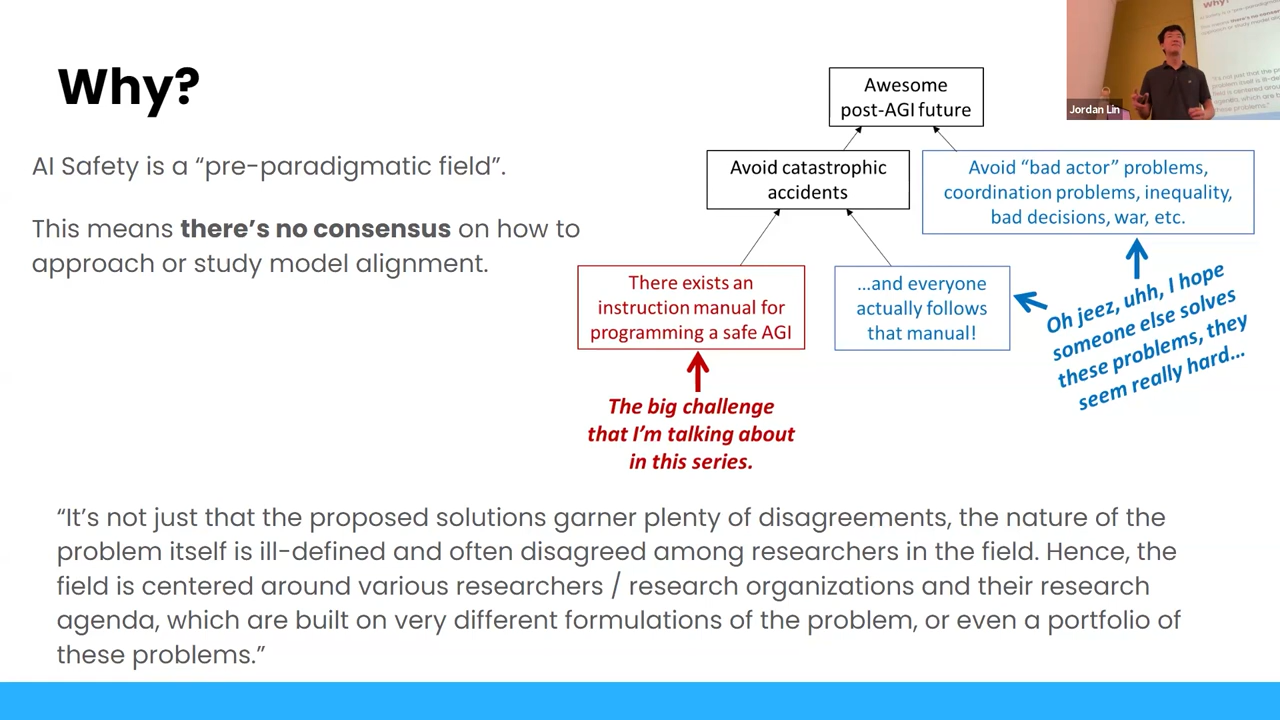 Why?
AI Safety is a “pre-paradigmatic field”.
This means there’s no consensus on how to
approach or study model alignment.
Awesome
post-AGI future
Avoid catastrophic
accidents
Avoid “bad actor” problems,
coordination problems, inequality,
bad decisions, war, etc.
There exists an
instruction manual for
programming a safe AGI
...and everyone
actually follows
that manual!
Oh jeez, uhh, I hope
someone else solves
these problems, they
seem really hard...
The big challenge
that I’m talking about
in this series.
“It’s not just that the proposed solutions garner plenty of disagreements, the nature of the
problem itself is ill-defined and often disagreed among researchers in the field. Hence, the
field is centered around various researchers / research organizations and their research
agenda, which are built on very different formulations of the problem, or even a portfolio of
these problems.”
Jordan Lin
Why?